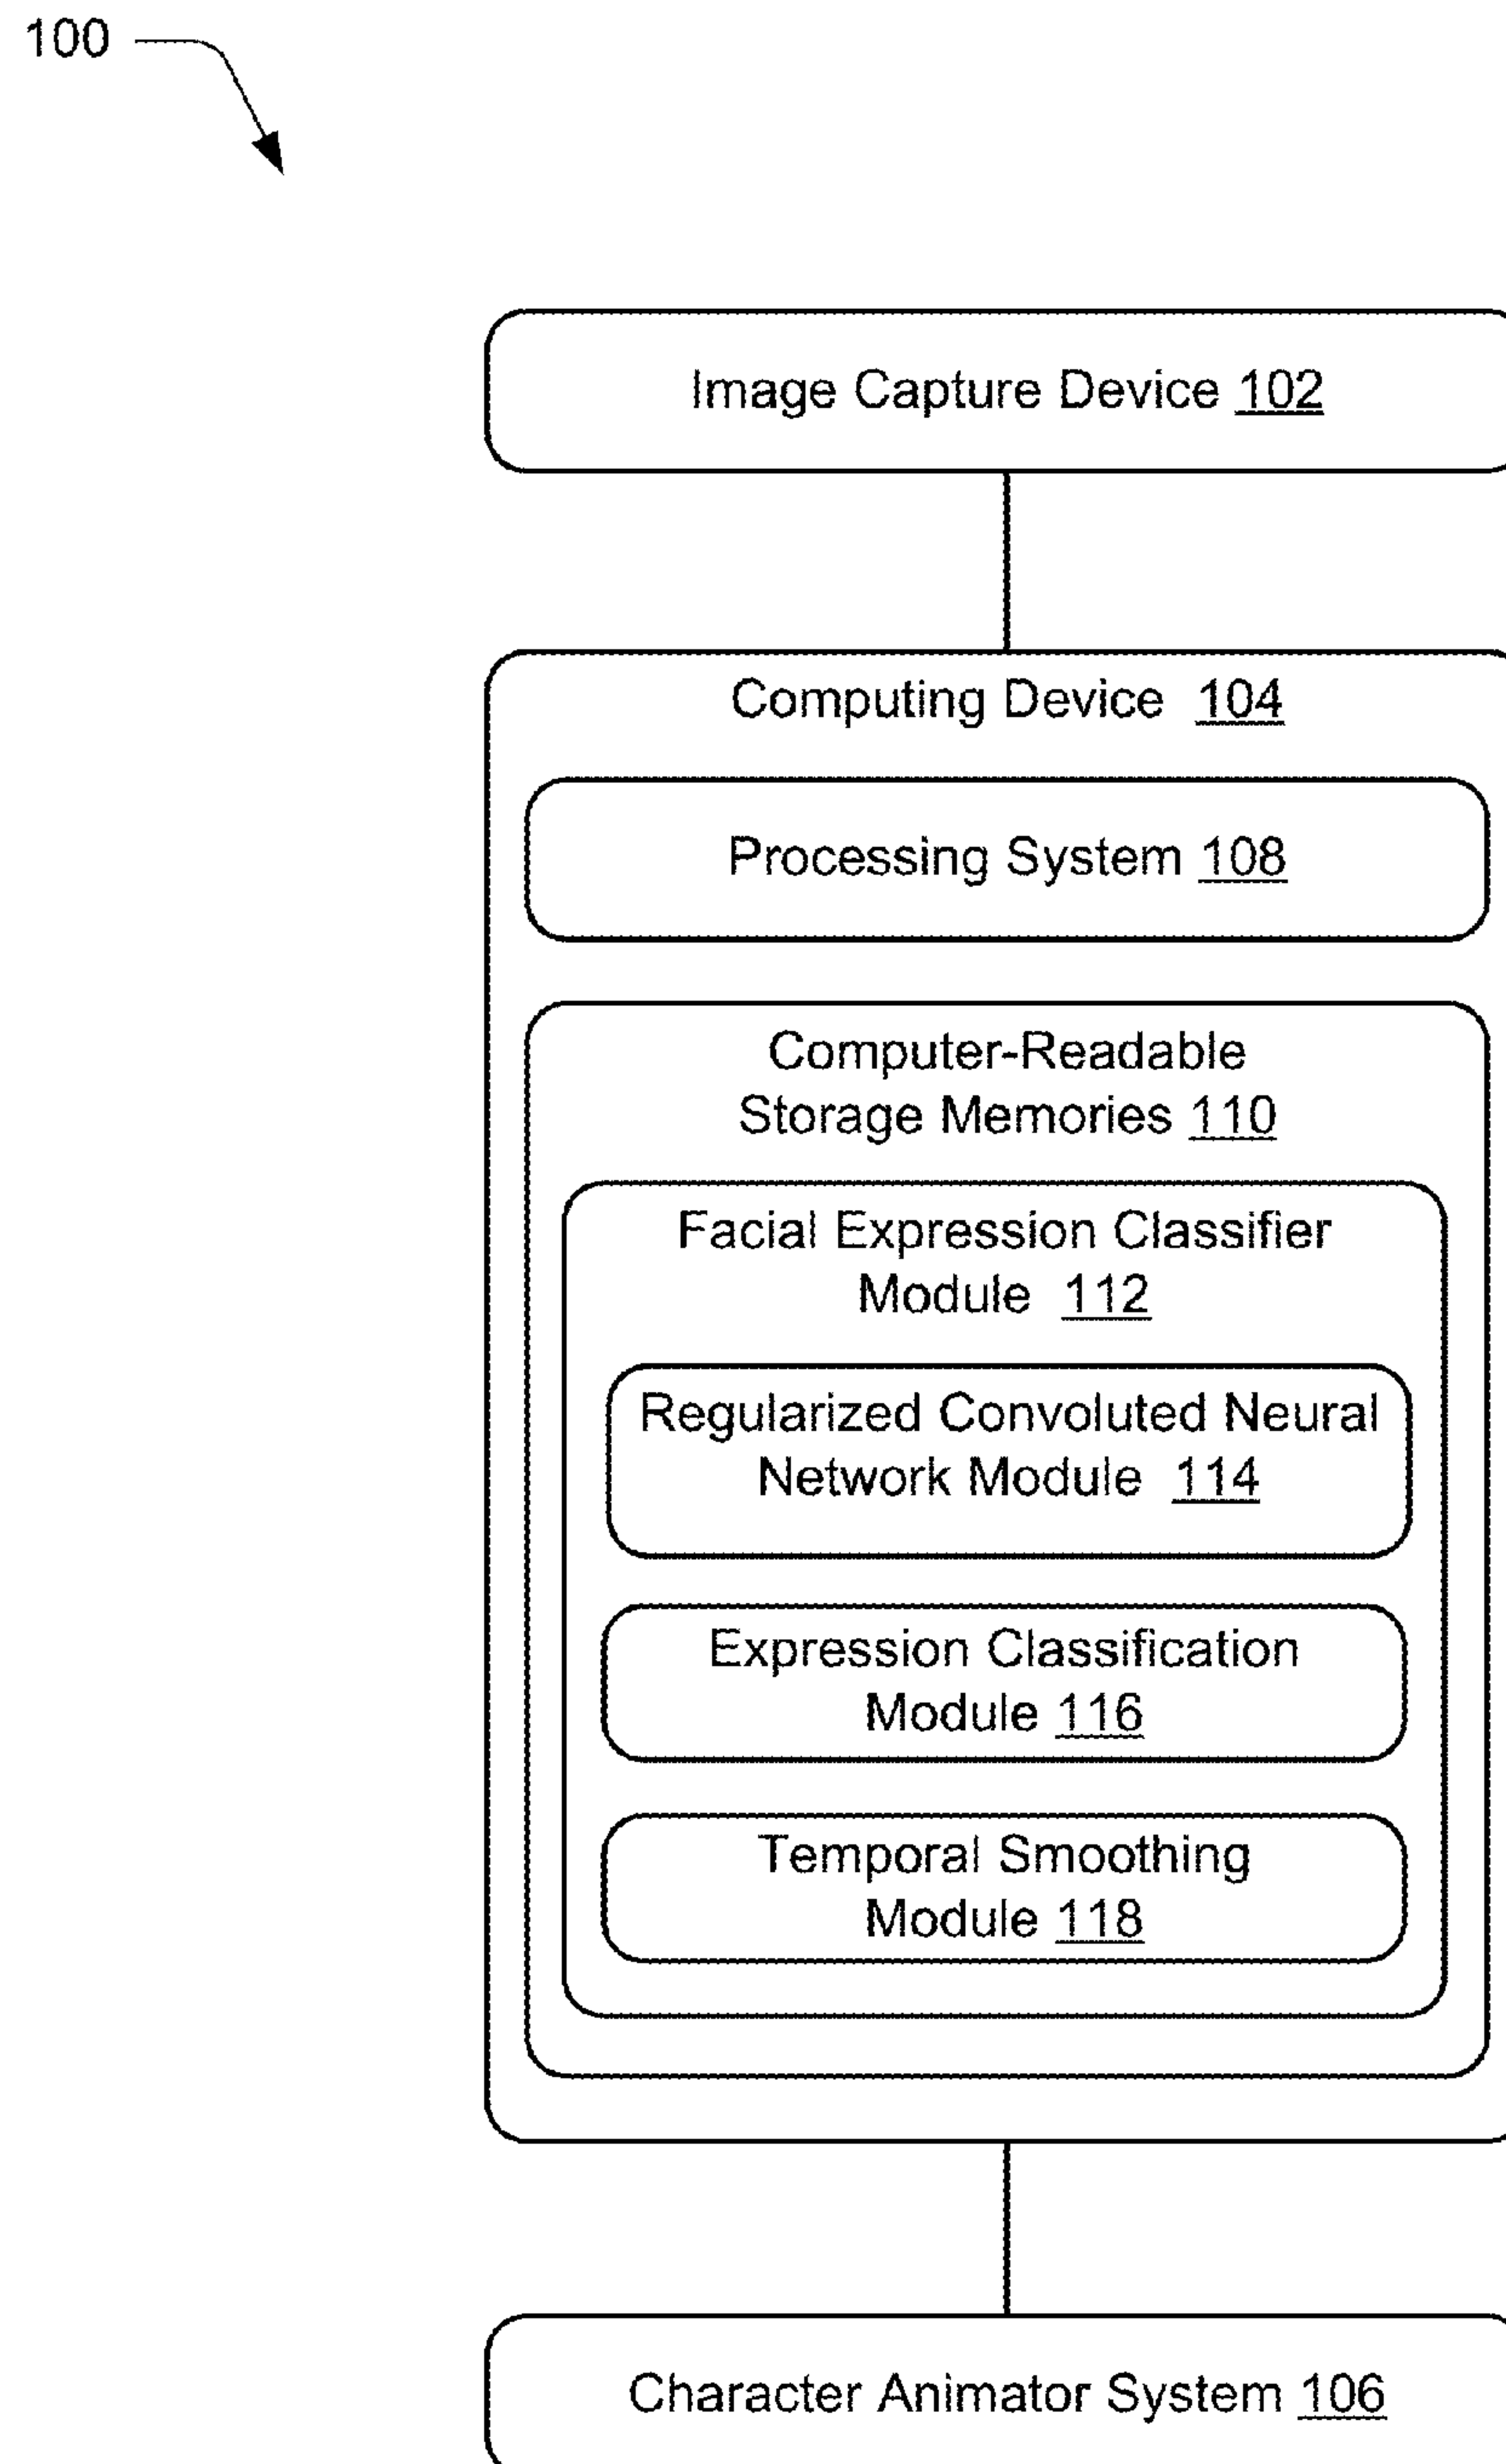 100
Image Capture Device 102
Computing Device 104
Processing System 108
Computer-Readable
Storage Memories 110
Facial Expression Classifier
Module 112
Regularized Convoluted Neural
Network Module 114
Expression Classification
Module 116
Temporal Smoothing
Module 118
Character Animator System 106